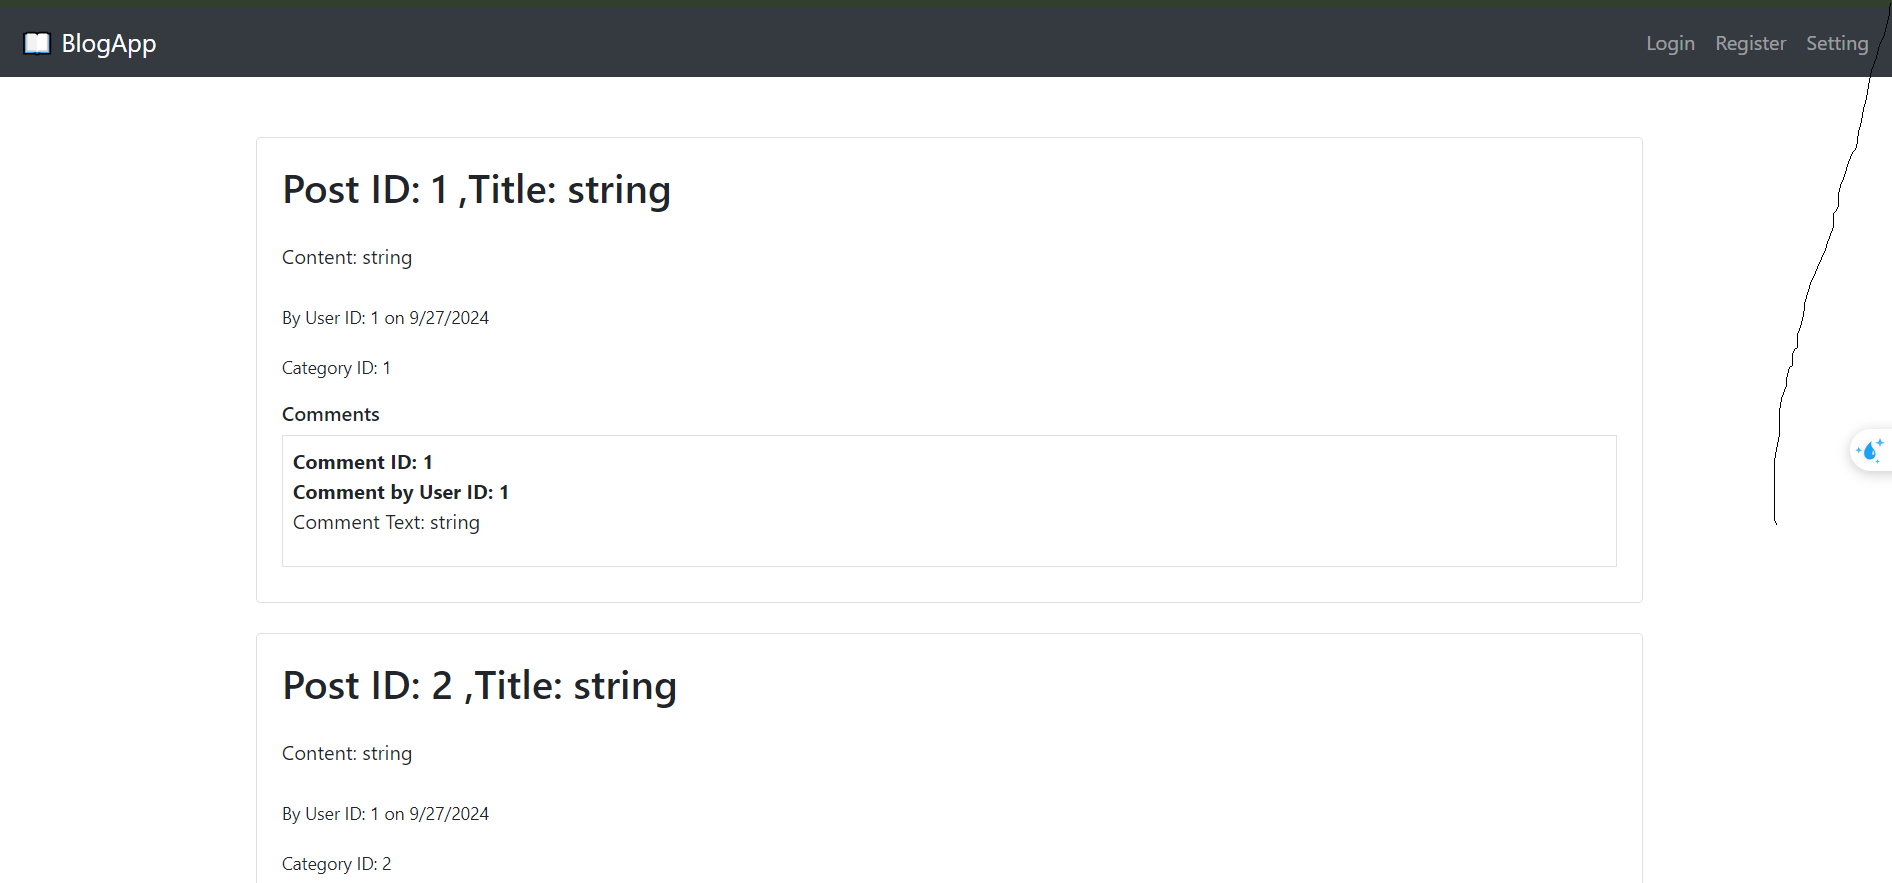 BlogApp
Login Register Setting
Post ID: 1 ,Title: string
Content: string
By User ID: 1 on 9/27/2024
Category ID: 1
Comments
Comment ID: 1
Comment by User ID: 1
Comment Text: string
Post ID: 2 ,Title: string
Content: string
By User ID: 1 on 9/27/2024
Category ID: 2